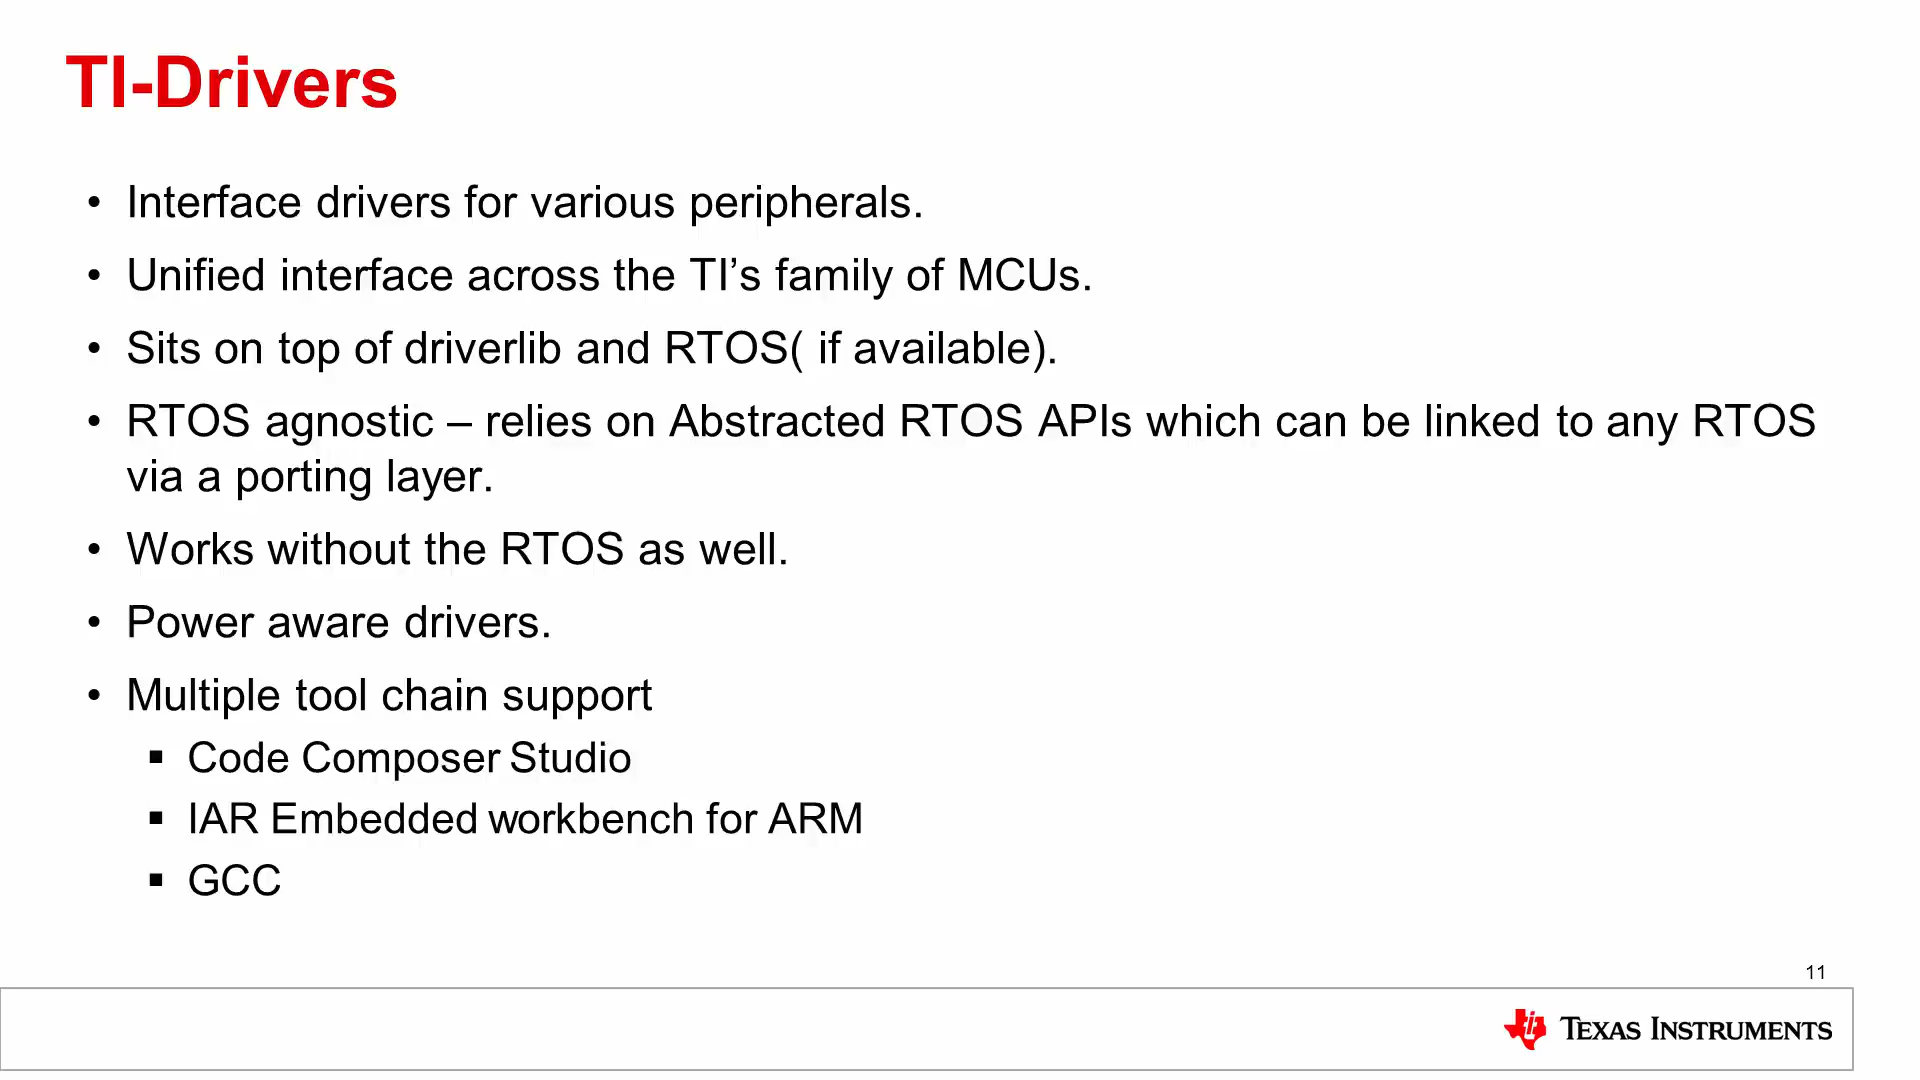 TI-Drivers
• Interface drivers for various peripherals.
• Unified interface across the TI’s family of MCUs.
• Sits on top of driverlib and RTOS( if available).
• RTOS agnostic – relies on Abstracted RTOS APIs which can be linked to any RTOS
via a porting layer.
• Works without the RTOS as well.
• Power aware drivers.
• Multiple tool chain support
▪ Code Composer Studio
▪ IAR Embedded workbench for ARM
▪ GCC
11
TEXAS INSTRUMENTS